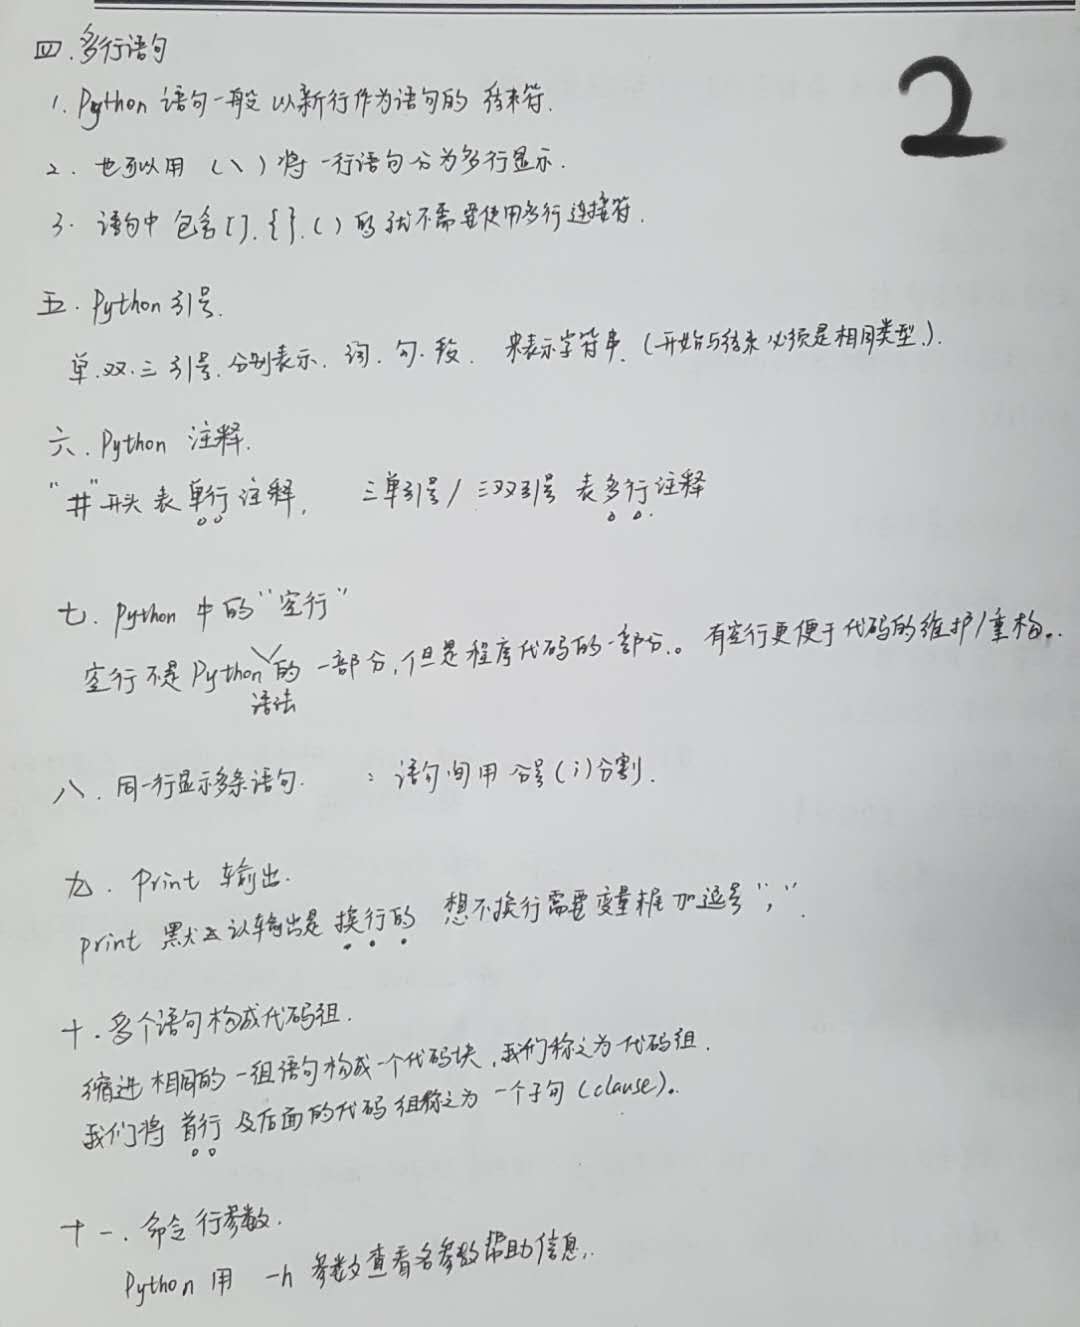 2
四.多行语句
1. Python 语句一般以新行作为语句的结束符.
2. 也可以用 (\) 将一行语句分为多行显示.
3. 语句中包含[].{}.() 的就不需要使用多行连接符.
五.Python引号.
单.双.三引号.分别表示.词.句.段. 来表示字符串.(开始与结束必须是相同类型.).
六.Python 注释.
"#"开头表单行注释, 三单引号/三双引号 表多行注释
七.Python 中的"空行"
空行不是Python语法的一部分,但是程序代码的一部分.。有空行更便于代码的维护/重构..
八.同一行显示多条语句. : 语句间用分号(;)分割.
九.Print 输出.
print 默认输出是换行的 想不换行需要变量末尾加逗号",".
十.多个语句构成代码组.
缩进相同的一组语句构成一个代码块,我们称之为代码组.
我们将首行及后面的代码组称之为一个子句(clause)。
十一.命令行参数.
Python 用 -h 参数查看各参数帮助信息..